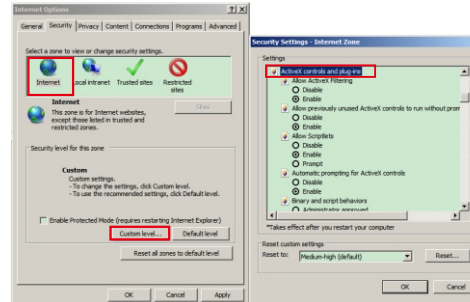 Internet Options
General Security Privacy Content Connections Programs Advanced
Select a zone to view or change security settings.
Internet Local intranet Trusted sites Restricted sites
Internet
This zone is for Internet websites,
except those listed in trusted and
restricted zones.
Sites
Security level for this zone
Custom
Custom settings.
- To change the settings, click Custom level.
- To use the recommended settings, click Default level.
Enable Protected Mode (requires restarting Internet Explorer)
Custom level... Default level
Reset all zones to default level
OK Cancel Apply
Security Settings - Internet Zone
Settings
ActiveX controls and plug-ins
Allow ActiveX Filtering
Disable
Enable
Allow previously unused ActiveX controls to run without prom
Disable
Enable
Allow Scriptlets
Disable
Enable
Prompt
Automatic prompting for ActiveX controls
Disable
Enable
Binary and script behaviors
Administrator approved
*Takes effect after you restart your computer
Reset custom settings
Reset to: Medium-high (default) Reset...
OK Cancel